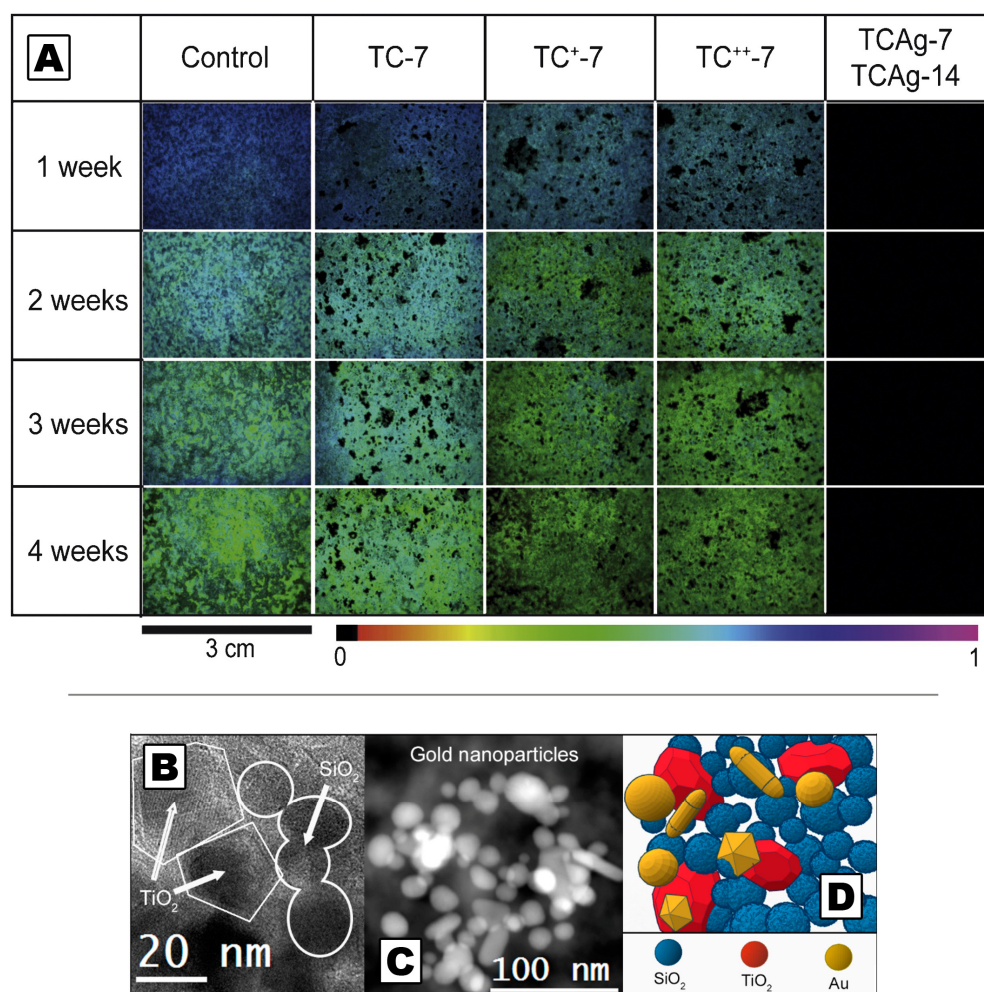 A
Control
TC-7
TC⁺-7
TC⁺⁺-7
TCAg-7
TCAg-14
1 week
2 weeks
3 weeks
4 weeks
3 cm
0
1
B
SiO₂
TiO₂
20 nm
Gold nanoparticles
C
100 nm
D
SiO₂
TiO₂
Au